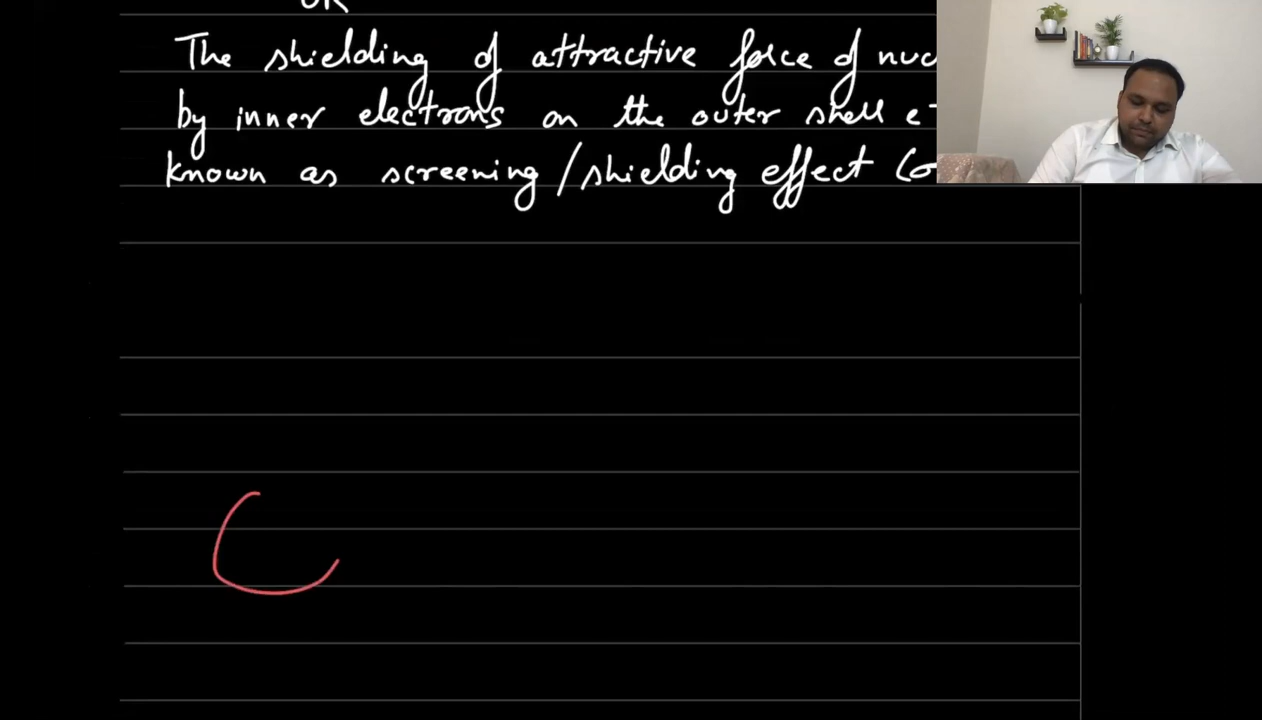 OR
The shielding of attractive force of nuc
by inner electrons on the outer shell e⁻
known as screening/shielding effect (σ